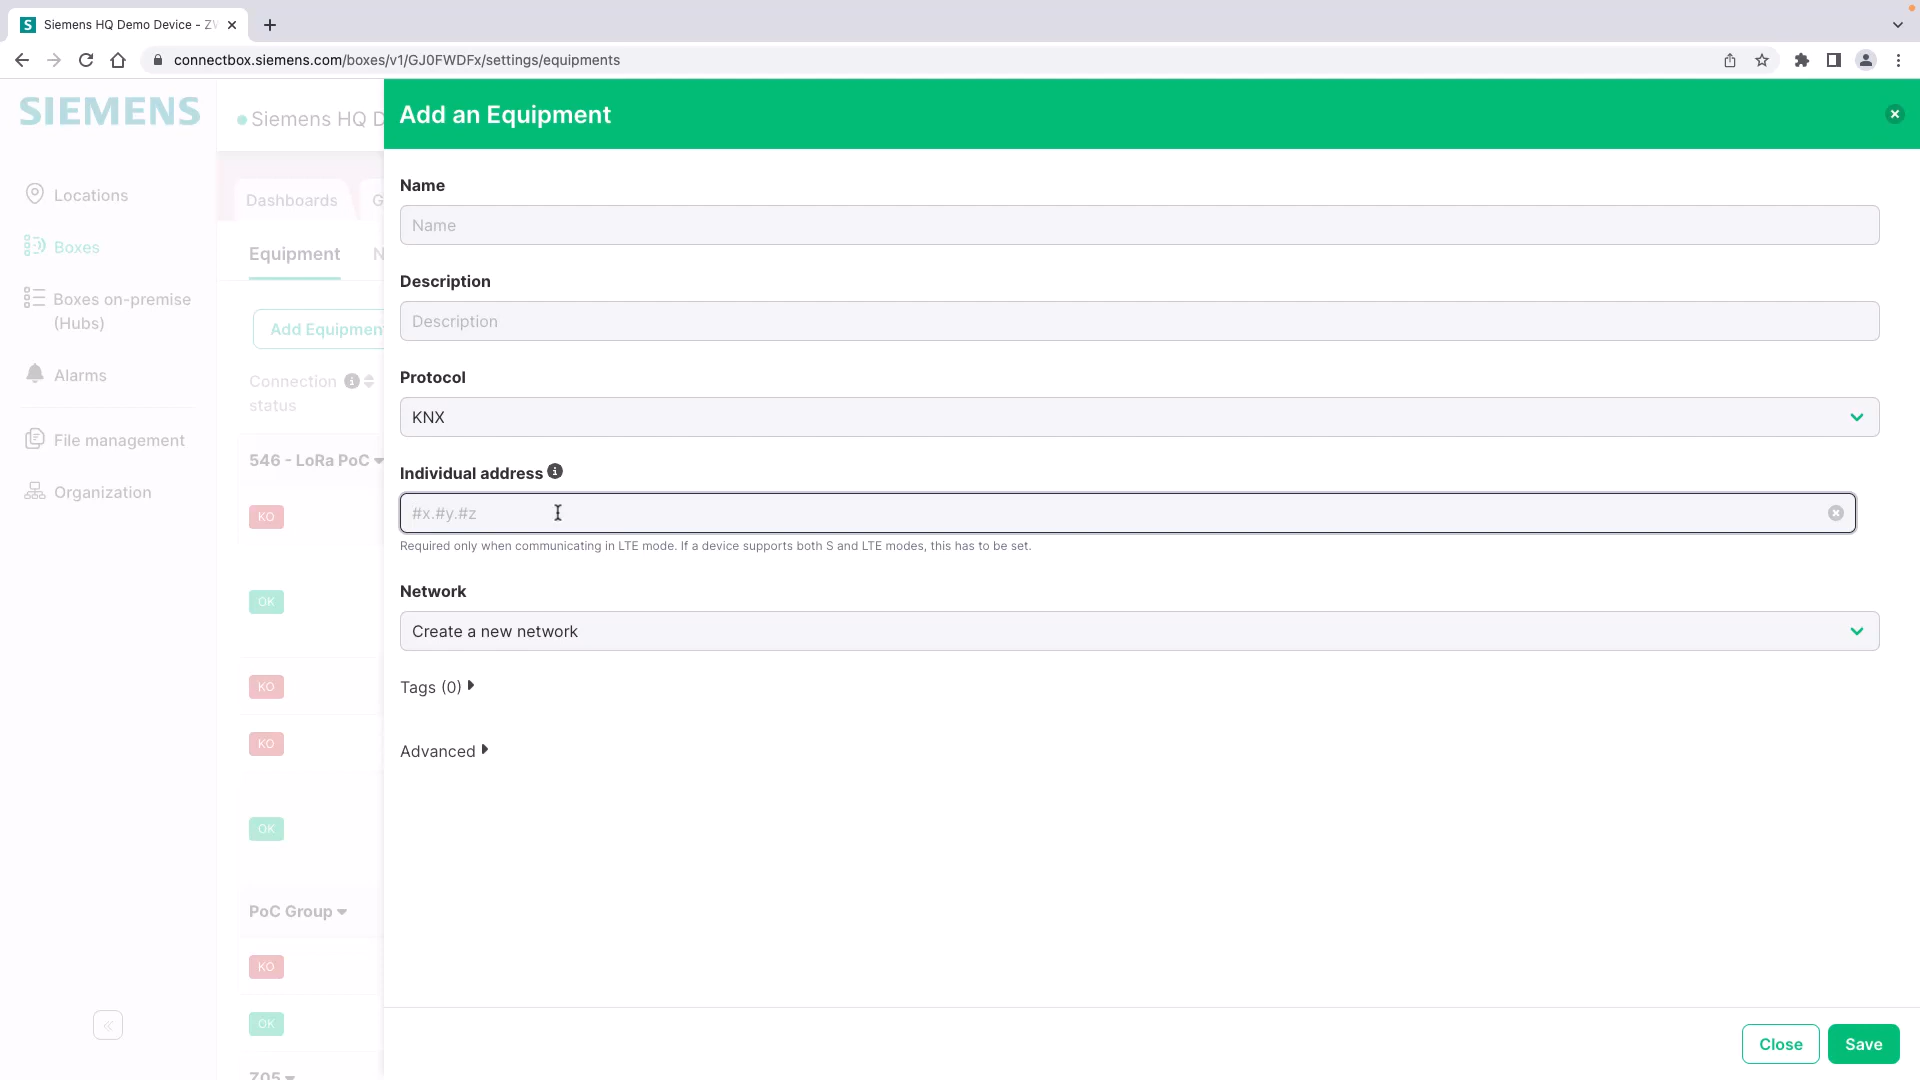 Siemens HQ Demo Device - ZW
connectbox.siemens.com/boxes/v1/GJ0FWDFx/settings/equipments
SIEMENS
Locations
Boxes
Boxes on-premise
(Hubs)
Alarms
File management
Organization
Siemens HQ D
Dashboards
G
Equipment
N
Add Equipment
Connection
status
546 - LoRa PoC
KO
OK
KO
KO
OK
PoC Group
KO
OK
Z05
Add an Equipment
Name
Name
Description
Description
Protocol
KNX
Individual address
#x.#y.#z
Required only when communicating in LTE mode. If a device supports both S and LTE modes, this has to be set.
Network
Create a new network
Tags (0)
Advanced
Close
Save